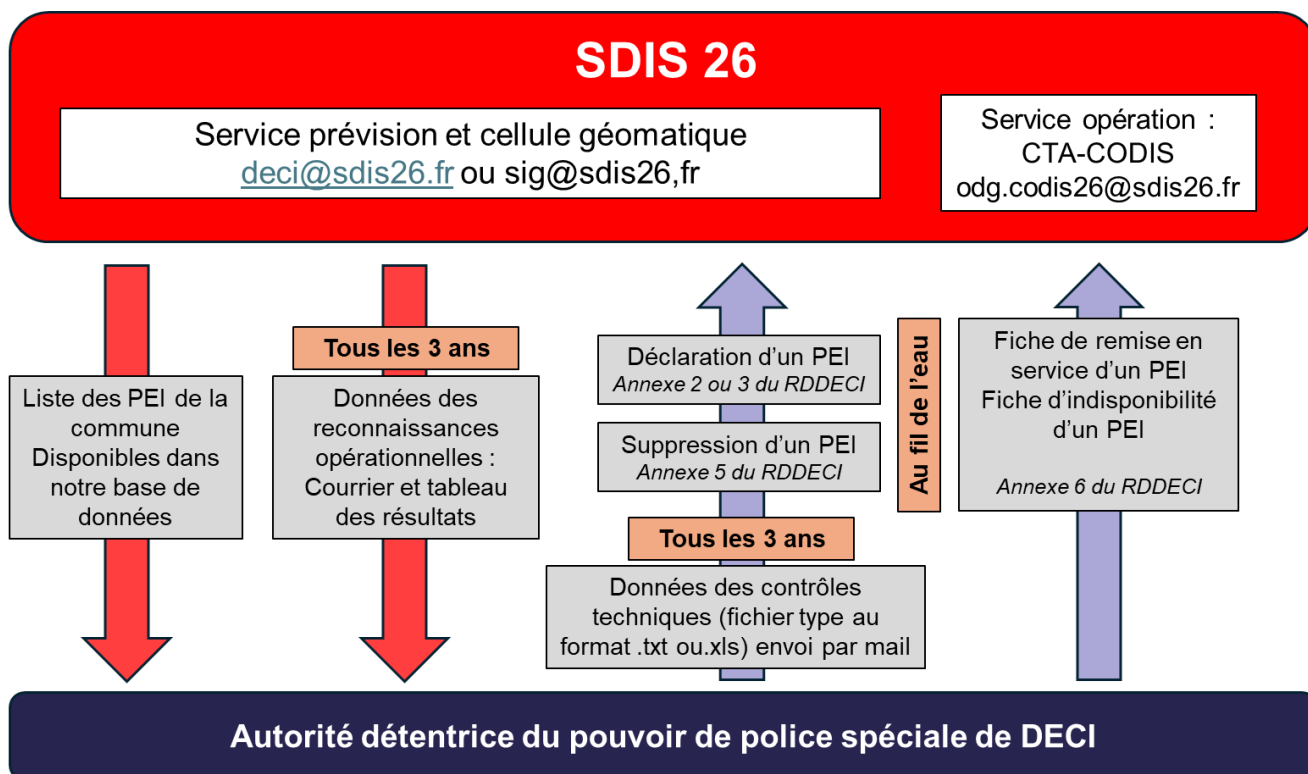 SDIS 26
Service prévision et cellule géomatique
deci@sdis26.fr ou sig@sdis26,fr
Service opération :
CTA-CODIS
odg.codis26@sdis26.fr
Liste des PEI de la
commune
Disponibles dans
notre base de
données
Tous les 3 ans
Données des
reconnaissances
opérationnelles :
Courrier et tableau
des résultats
Déclaration d’un PEI
Annexe 2 ou 3 du RDDECI
Suppression d’un PEI
Annexe 5 du RDDECI
Tous les 3 ans
Données des contrôles
techniques (fichier type au
format .txt ou.xls) envoi par mail
Au fil de l’eau
Fiche de remise en
service d’un PEI
Fiche d’indisponibilité
d’un PEI
Annexe 6 du RDDECI
Autorité détentrice du pouvoir de police spéciale de DECI